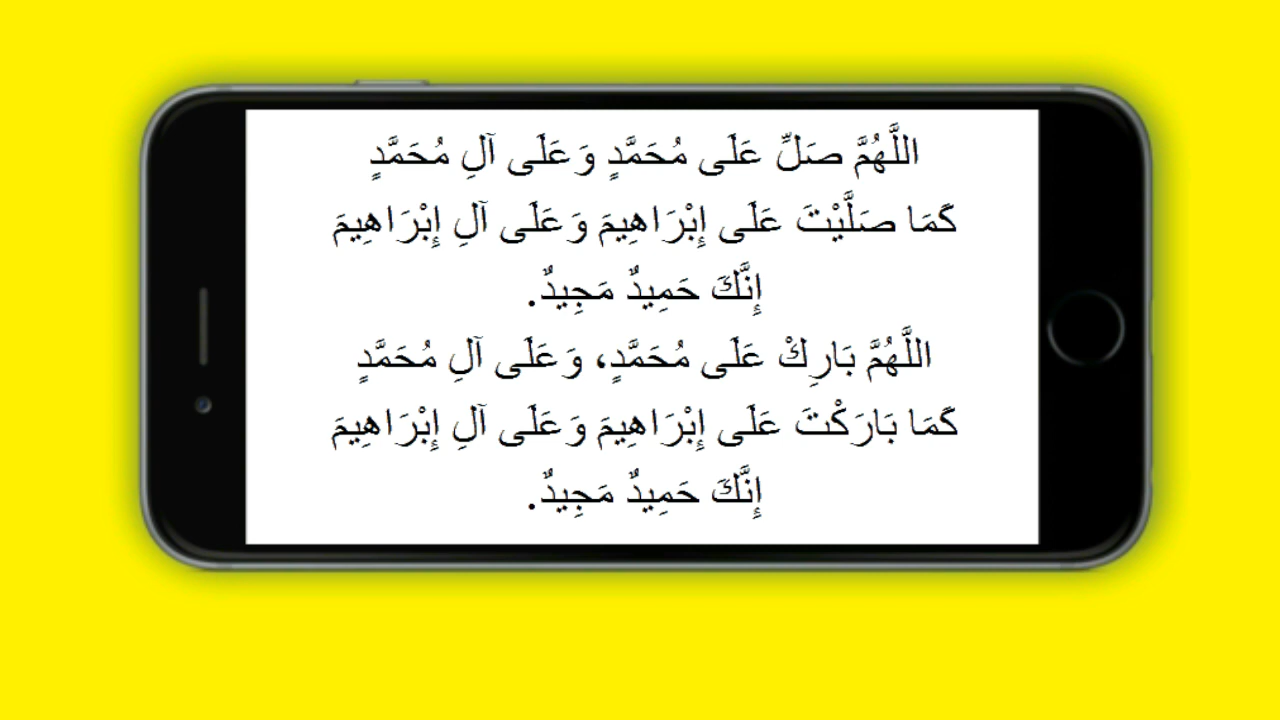 اللَّهُمَّ صَلِّ عَلَى مُحَمَّدٍ وَعَلَى آلِ مُحَمَّدٍ
كَمَا صَلَّيْتَ عَلَى إِبْرَاهِيمَ وَعَلَى آلِ إِبْرَاهِيمَ
إِنَّكَ حَمِيدٌ مَجِيدٌ.
اللَّهُمَّ بَارِكْ عَلَى مُحَمَّدٍ، وَعَلَى آلِ مُحَمَّدٍ
كَمَا بَارَكْتَ عَلَى إِبْرَاهِيمَ وَعَلَى آلِ إِبْرَاهِيمَ
إِنَّكَ حَمِيدٌ مَجِيدٌ.